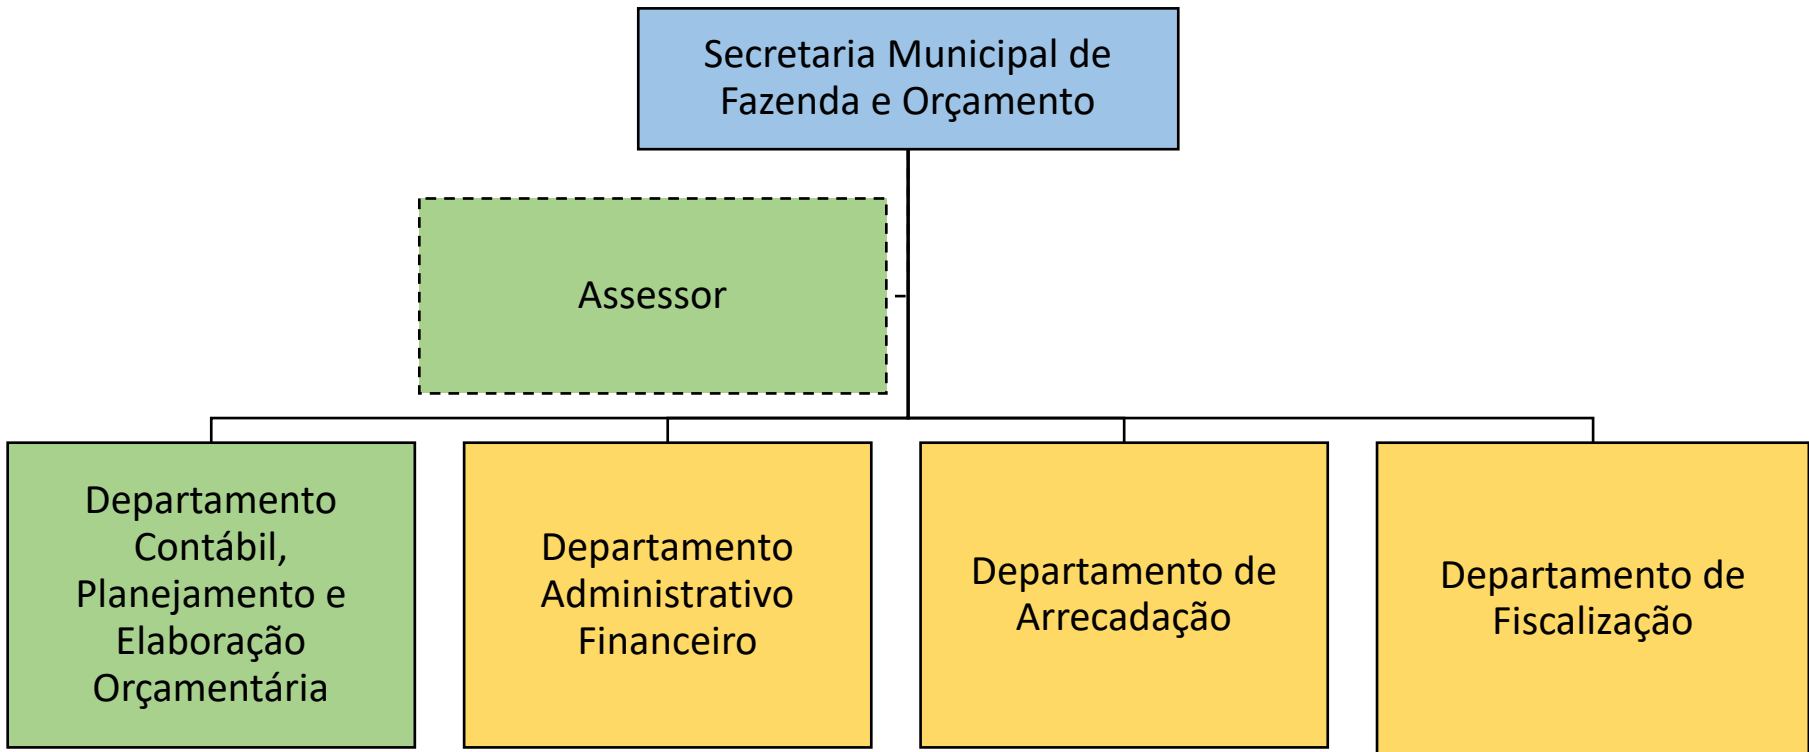 Secretaria Municipal de
Fazenda e Orçamento
Assessor
Departamento
Contábil,
Planejamento e
Elaboração
Orçamentária
Departamento
Administrativo
Financeiro
Departamento de
Arrecadação
Departamento de
Fiscalização